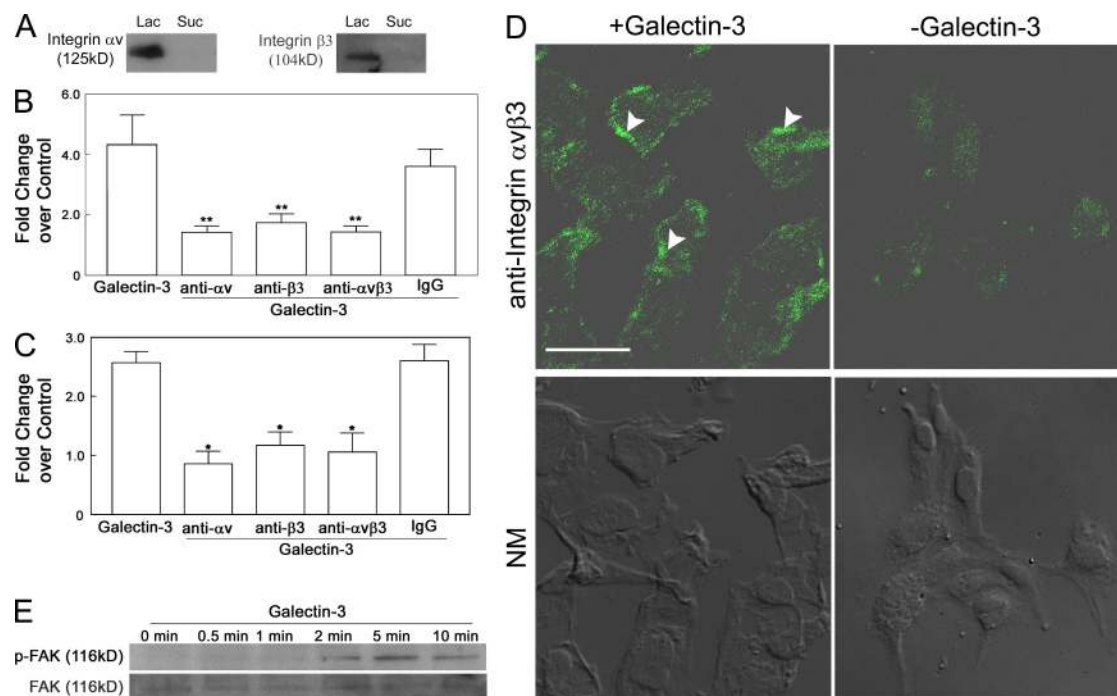 A
Lac Suc
Integrin αv
(125kD)
Lac Suc
Integrin β3
(104kD)
B
Fold Change
over Control
6.0
4.0
2.0
0
** ** **
Galectin-3 anti-αv anti-β3 anti-αvβ3 IgG
Galectin-3
C
Fold Change
over Control
3.0
2.0
1.0
0
* * *
Galectin-3 anti-αv anti-β3 anti-αvβ3 IgG
Galectin-3
D
+Galectin-3 -Galectin-3
anti-Integrin αvβ3
NM
E
Galectin-3
0 min 0.5 min 1 min 2 min 5 min 10 min
p-FAK (116kD)
FAK (116kD)